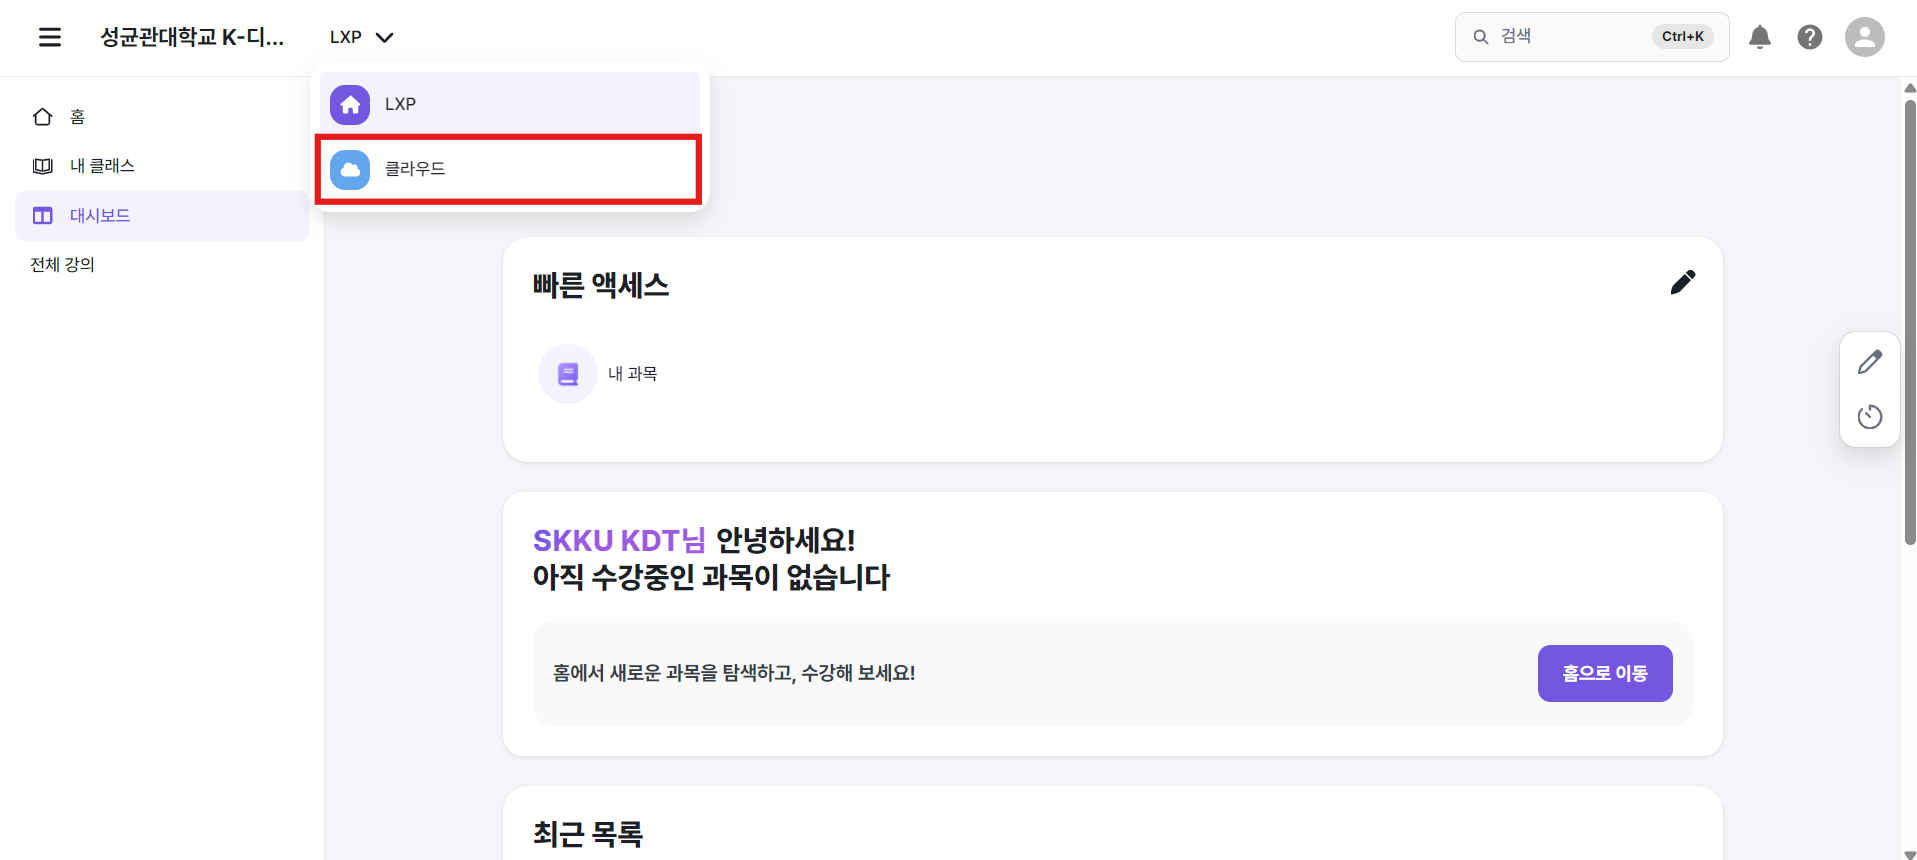 성균관대학교 K-디...
LXP
검색
Ctrl+K
홈
내 클래스
대시보드
전체 강의
LXP
클라우드
빠른 액세스
내 과목
SKKU KDT님 안녕하세요!
아직 수강중인 과목이 없습니다
홈에서 새로운 과목을 탐색하고, 수강해 보세요!
홈으로 이동
최근 목록